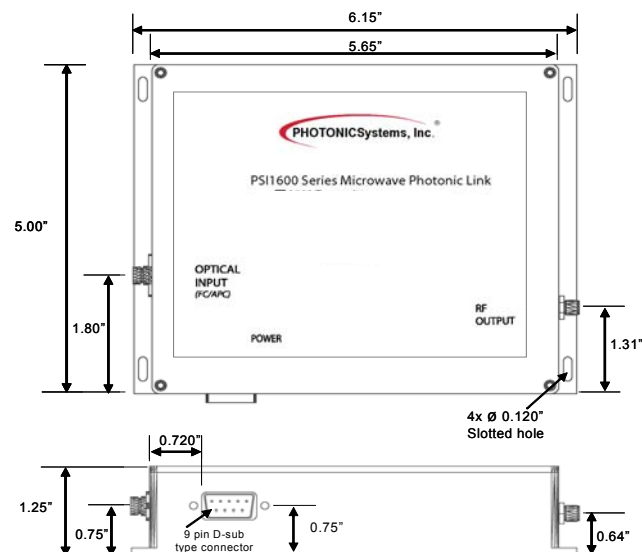 6.15”
5.65”
PHOTONICSystems, Inc.®
PSI1600 Series Microwave Photonic Link
5.00”
OPTICAL
INPUT
(FC/APC)
RF
OUTPUT
1.80”
1.31”
POWER
4x Ø 0.120”
Slotted hole
0.720”
1.25”
0.75”
9 pin D-sub
type connector
0.75”
0.64”